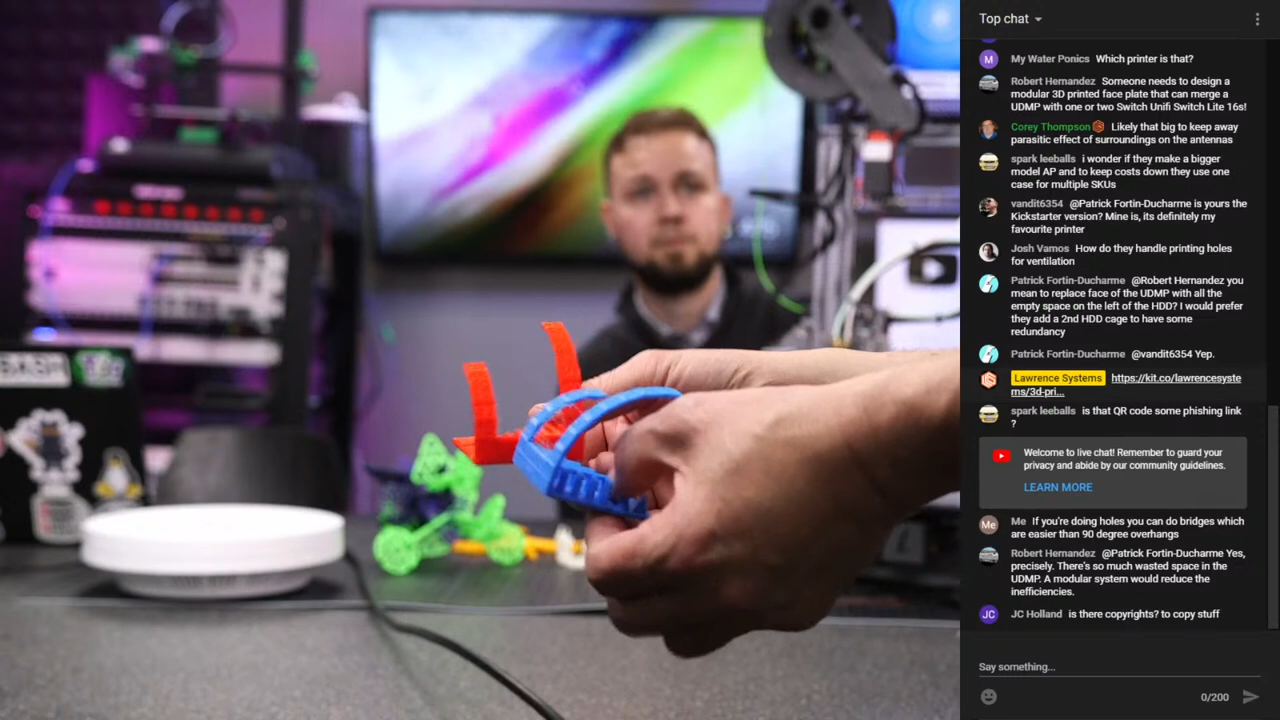 Top chat
My Water Ponics Which printer is that?
Robert Hernandez Someone needs to design a
modular 3D printed face plate that can merge a
UDMP with one or two Switch Unifi Switch Lite 16s!
Corey Thompson Likely that big to keep away
parasitic effect of surroundings on the antennas
spark leeballs i wonder if they make a bigger
model AP and to keep costs down they use one
case for multiple SKUs
vandit6354 @Patrick Fortin-Ducharme is yours the
Kickstarter version? Mine is, its definitely my
favourite printer
Josh Vamos How do they handle printing holes
for ventilation
Patrick Fortin-Ducharme @Robert Hernandez you
mean to replace face of the UDMP with all the
empty space on the left of the HDD? I would prefer
they add a 2nd HDD cage to have some
redundancy
Patrick Fortin-Ducharme @vandit6354 Yep.
Lawrence Systems https://kit.co/lawrencesyste
ms/3d-pri...
spark leeballs is that QR code some phishing link
?
Welcome to live chat! Remember to guard your
privacy and abide by our community guidelines.
LEARN MORE
Me Me If you're doing holes you can do bridges which
are easier than 90 degree overhangs
Robert Hernandez @Patrick Fortin-Ducharme Yes,
precisely. There's so much wasted space in the
UDMP. A modular system would reduce the
inefficiencies.
JC JC Holland is there copyrights? to copy stuff
Say something...
0/200